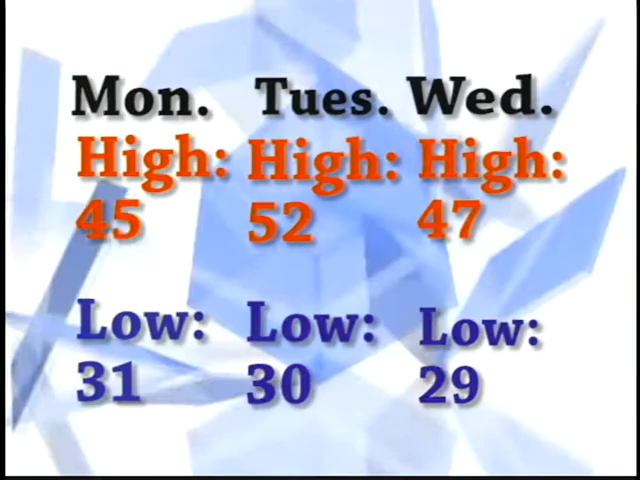 Mon. Tues. Wed.
High: High: High:
45 52 47
Low: Low: Low:
31 30 29